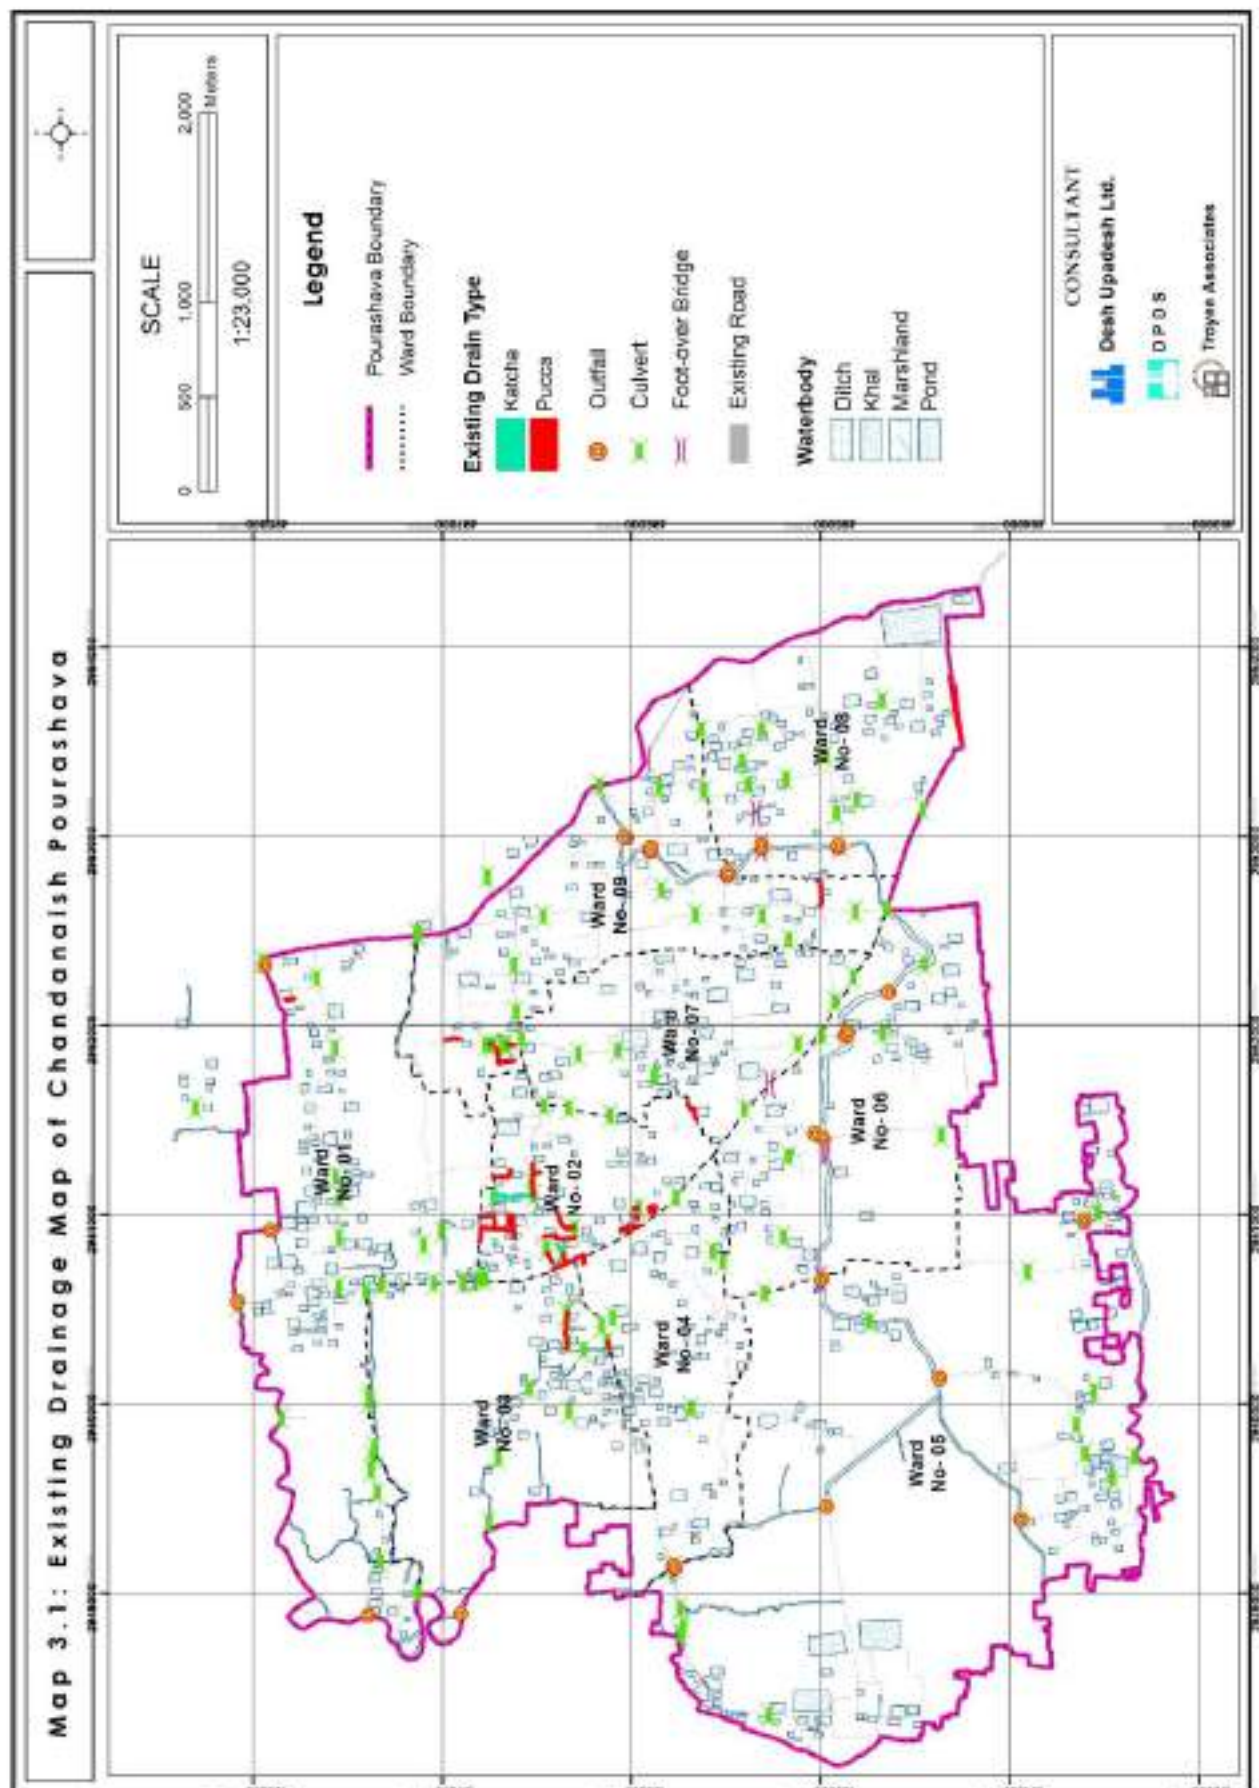 Map 3.1: Existing Drainage Map of Chandanaish Pourashava
SCALE
0 500 1,000 2,000
Meters
1:23,000
Legend
Pourashava Boundary
Ward Boundary
Existing Drain Type
Katcha
Pucca
Outfall
Culvert
Foot-over Bridge
Existing Road
Waterbody
Ditch
Khal
Marshland
Pond
CONSULTANT
Desh Upadesh Ltd.
D P D S
Troyee Associates
Ward
No- 01
Ward
No- 02
Ward
No- 03
Ward
No- 04
Ward
No- 05
Ward
No- 06
Ward
No- 07
Ward
No- 08
Ward
No- 09